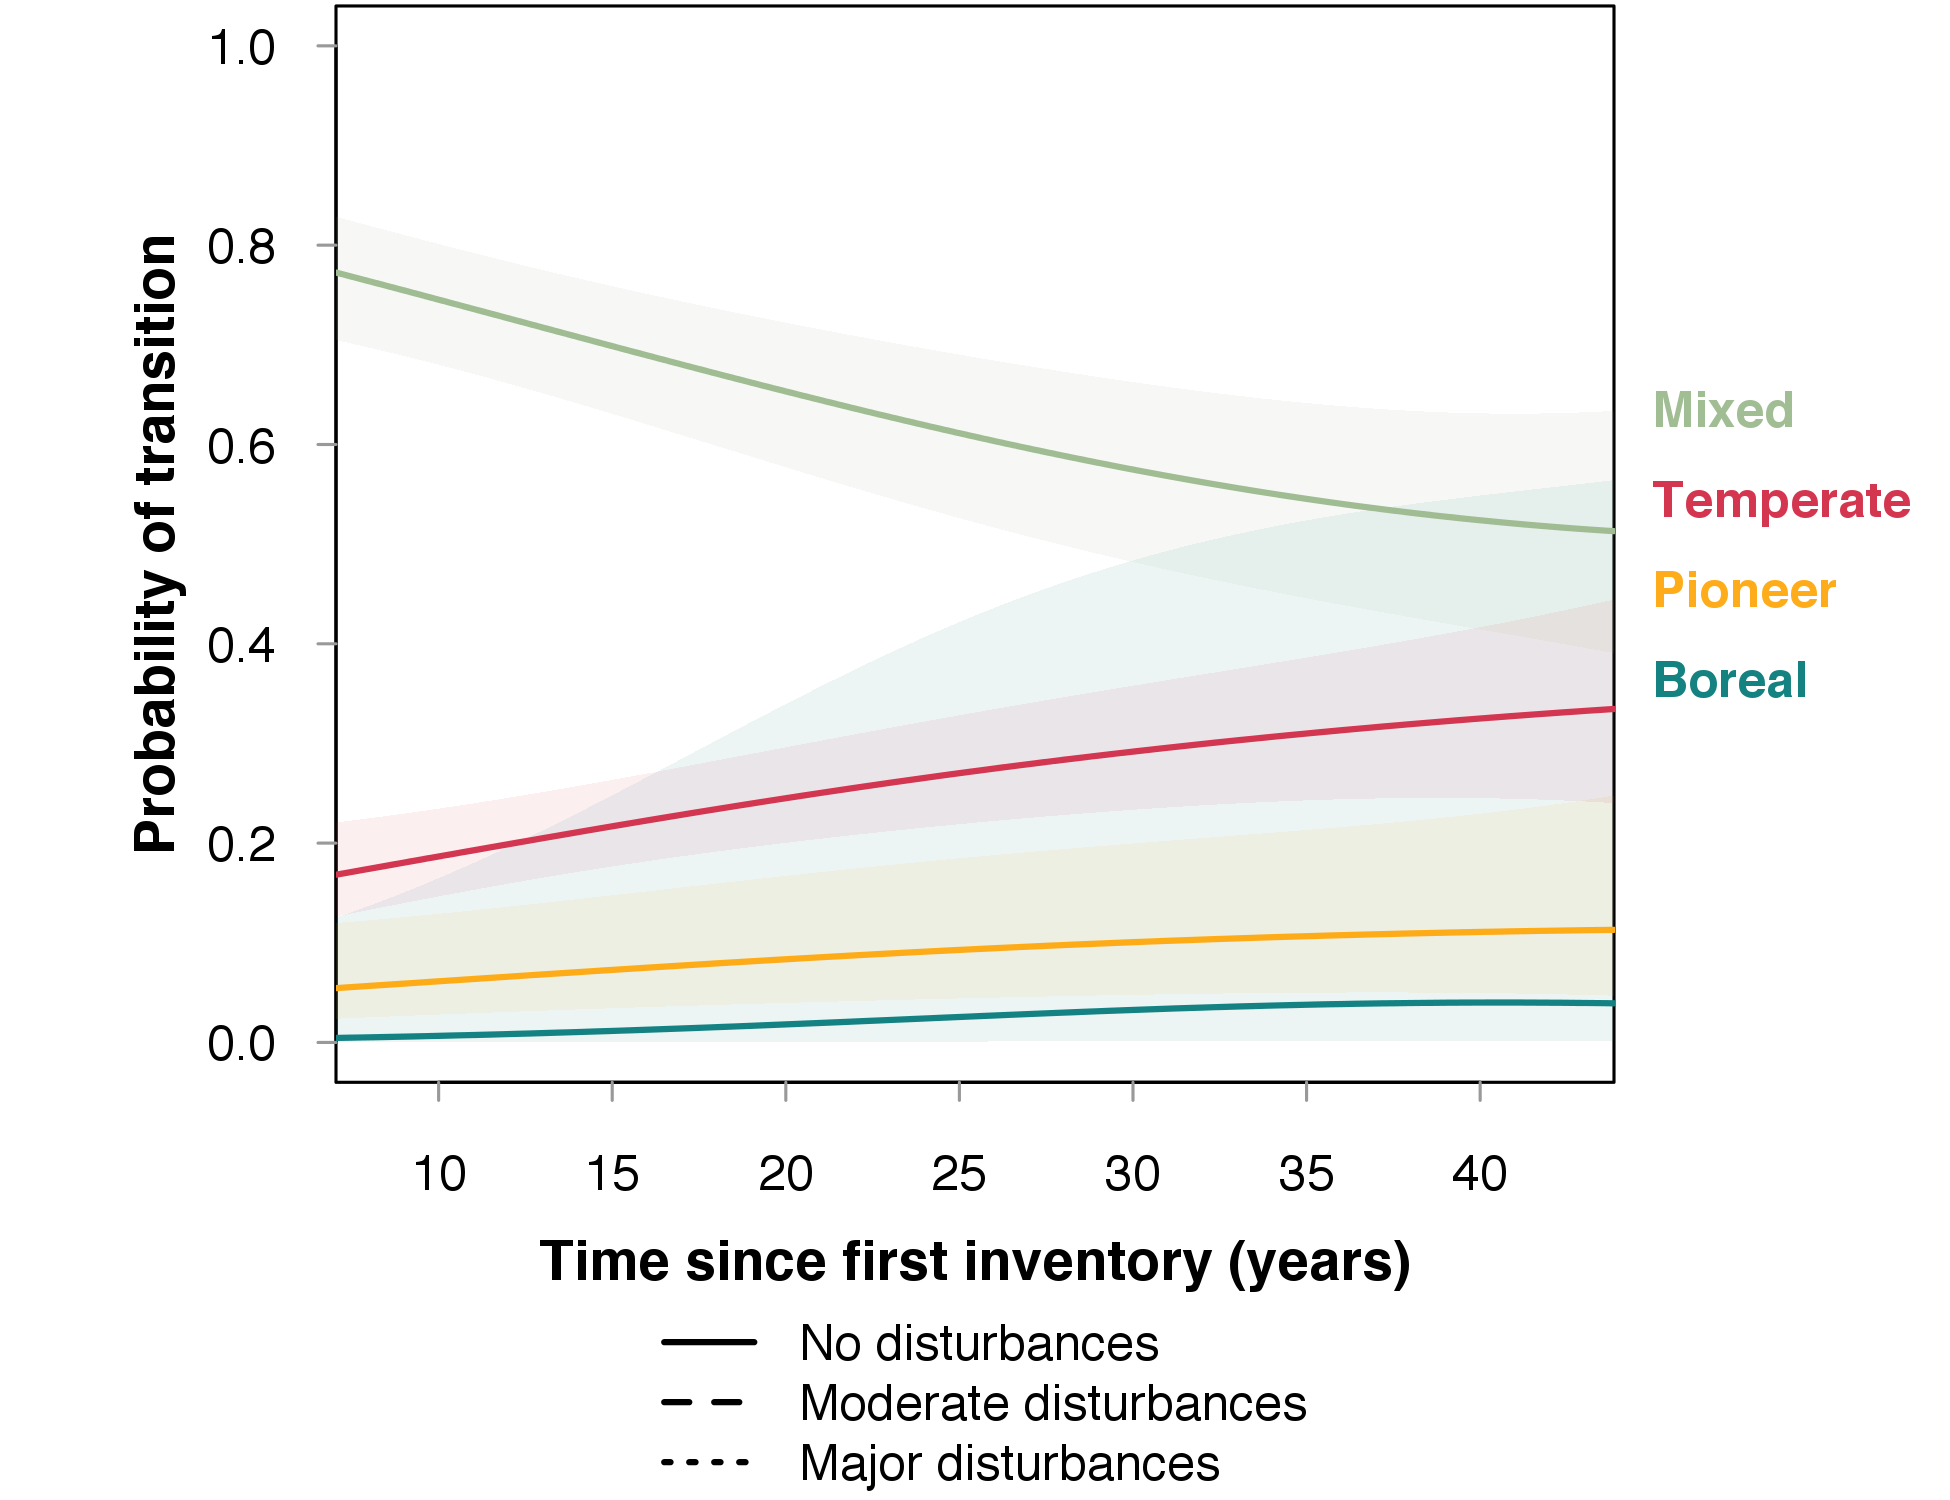 Probability of transition
1.0
0.8
0.6
0.4
0.2
0.0
Mixed
Temperate
Pioneer
Boreal
10 15 20 25 30 35 40
Time since first inventory (years)
No disturbances
Moderate disturbances
Major disturbances